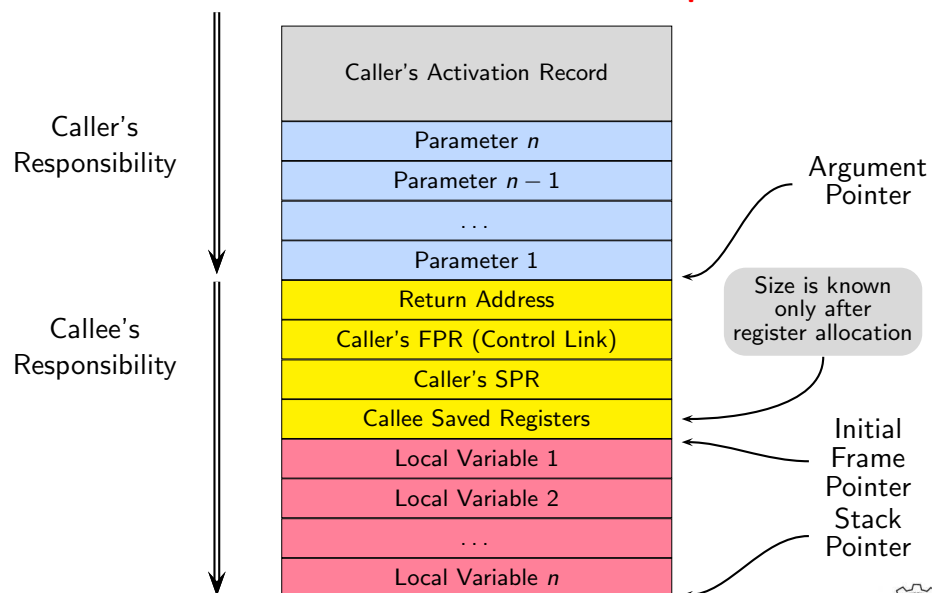 Caller's Activation Record
Caller's
Responsibility
Parameter n
Parameter n − 1
. . .
Parameter 1
Argument
Pointer
Return Address
Caller's FPR (Control Link)
Caller's SPR
Callee Saved Registers
Callee's
Responsibility
Size is known
only after
register allocation
Local Variable 1
Local Variable 2
. . .
Local Variable n
Initial
Frame
Pointer
Stack
Pointer